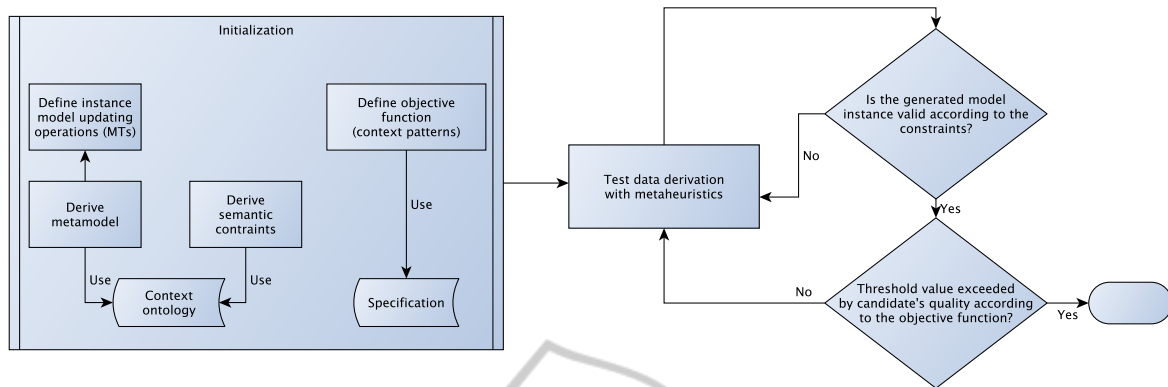 Initialization
Define instance
model updating
operations (MTs)
Define objective
function
(context patterns)
Derive
metamodel
Derive
semantic
contraints
Use
Use
Use
Context
ontology
Specification
Test data derivation
with metaheuristics
Is the generated model
instance valid according to the
constraints?
No
Yes
Threshold value exceeded
by candidate's quality according
to the objective function?
No
Yes